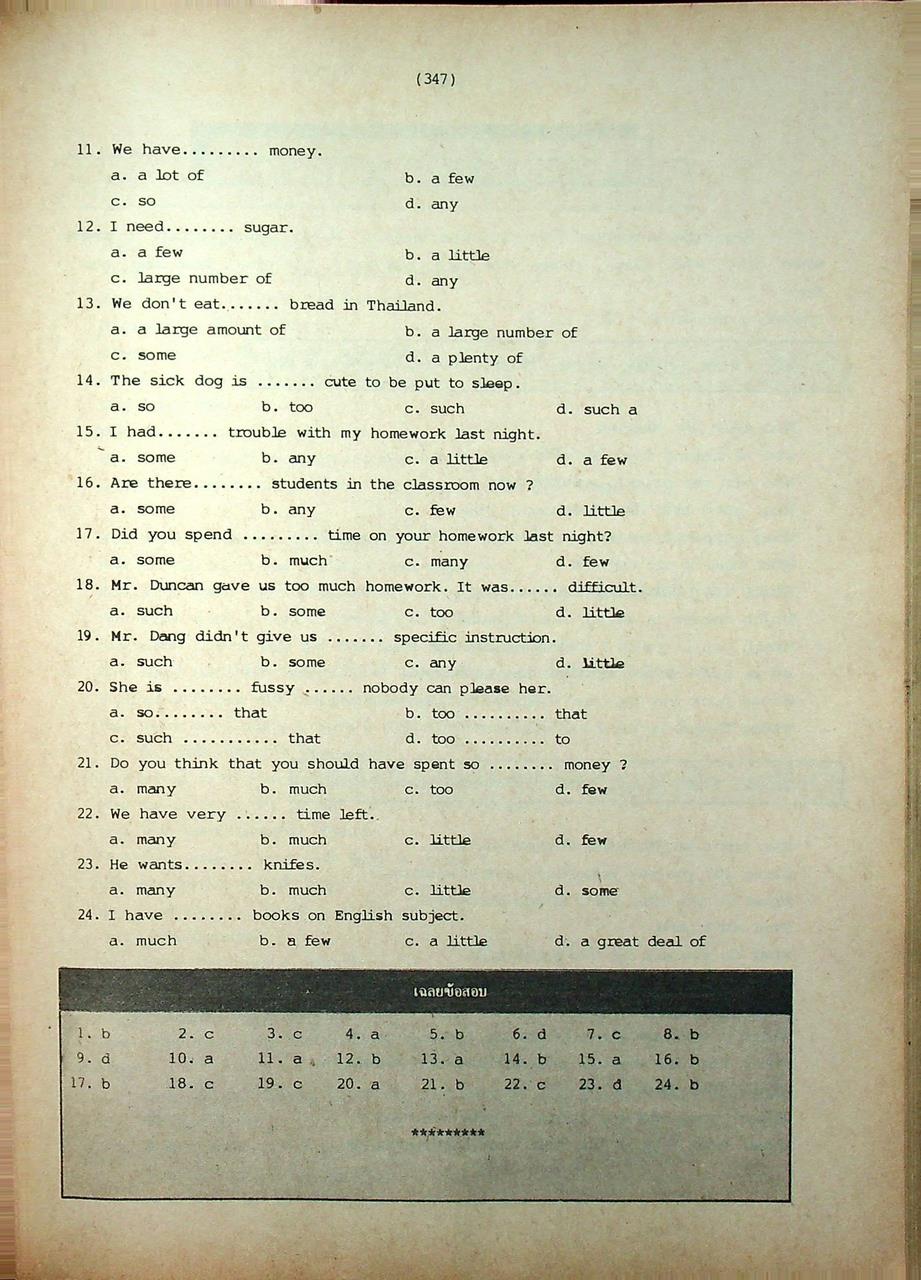 (347)
11. We have......... money.
a. a lot of b. a few
c. so d. any
12. I need........ sugar.
a. a few b. a little
c. large number of d. any
13. We don't eat....... bread in Thailand.
a. a large amount of b. a large number of
c. some d. a plenty of
14. The sick dog is ....... cute to be put to sleep.
a. so b. too c. such d. such a
15. I had....... trouble with my homework last night.
a. some b. any c. a little d. a few
16. Are there........ students in the classroom now ?
a. some b. any c. few d. little
17. Did you spend ......... time on your homework last night?
a. some b. much c. many d. few
18. Mr. Duncan gave us too much homework. It was...... difficult.
a. such b. some c. too d. little
19. Mr. Dang didn't give us ....... specific instruction.
a. such b. some c. any d. little
20. She is ........ fussy ...... nobody can please her.
a. so........ that b. too .......... that
c. such ........... that d. too .......... to
21. Do you think that you should have spent so ........ money ?
a. many b. much c. too d. few
22. We have very ...... time left.
a. many b. much c. little d. few
23. He wants........ knifes.
a. many b. much c. little d. some
24. I have ........ books on English subject.
a. much b. a few c. a little d. a great deal of
เฉลยข้อสอบ
1. b 2. c 3. c 4. a 5. b 6. d 7. c 8. b
9. d 10. a 11. a 12. b 13. a 14. b 15. a 16. b
17. b 18. c 19. c 20. a 21. b 22. c 23. d 24. b
*********